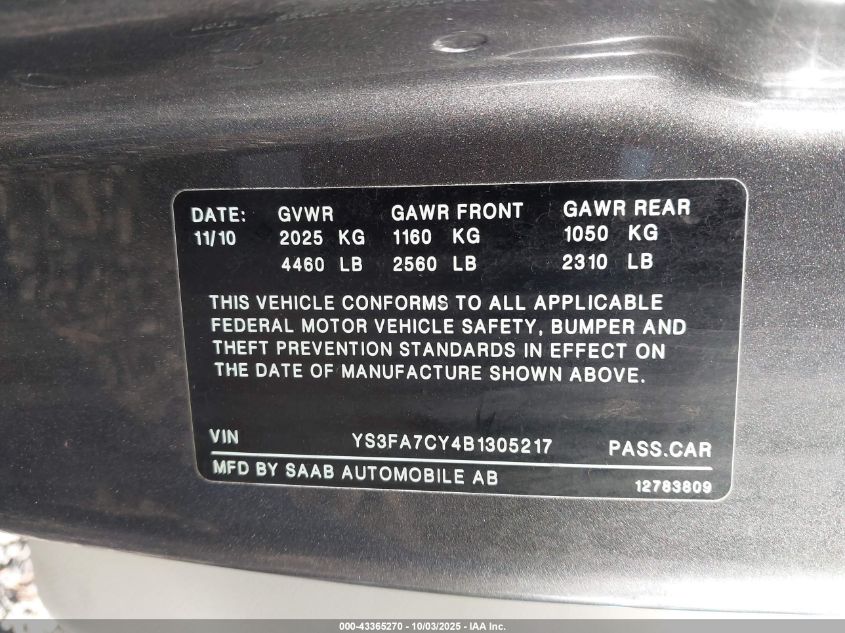 DATE: GVWR GAWR FRONT GAWR REAR
11/10 2025 KG 1160 KG 1050 KG
4460 LB 2560 LB 2310 LB
THIS VEHICLE CONFORMS TO ALL APPLICABLE
FEDERAL MOTOR VEHICLE SAFETY, BUMPER AND
THEFT PREVENTION STANDARDS IN EFFECT ON
THE DATE OF MANUFACTURE SHOWN ABOVE.
VIN YS3FA7CY4B1305217 PASS.CAR
MFD BY SAAB AUTOMOBILE AB 12783809
000-43365270 - 10/03/2025 - IAA Inc.